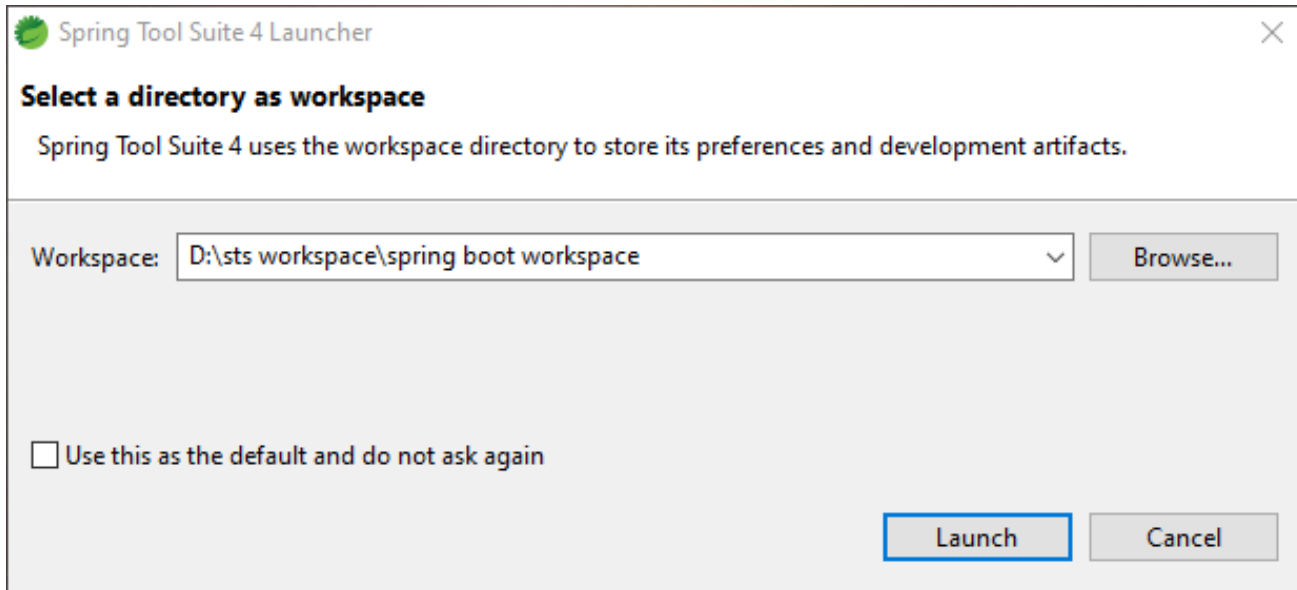 Spring Tool Suite 4 Launcher
Select a directory as workspace
Spring Tool Suite 4 uses the workspace directory to store its preferences and development artifacts.
Workspace: D:\sts workspace\spring boot workspace Browse...
Use this as the default and do not ask again
Launch Cancel